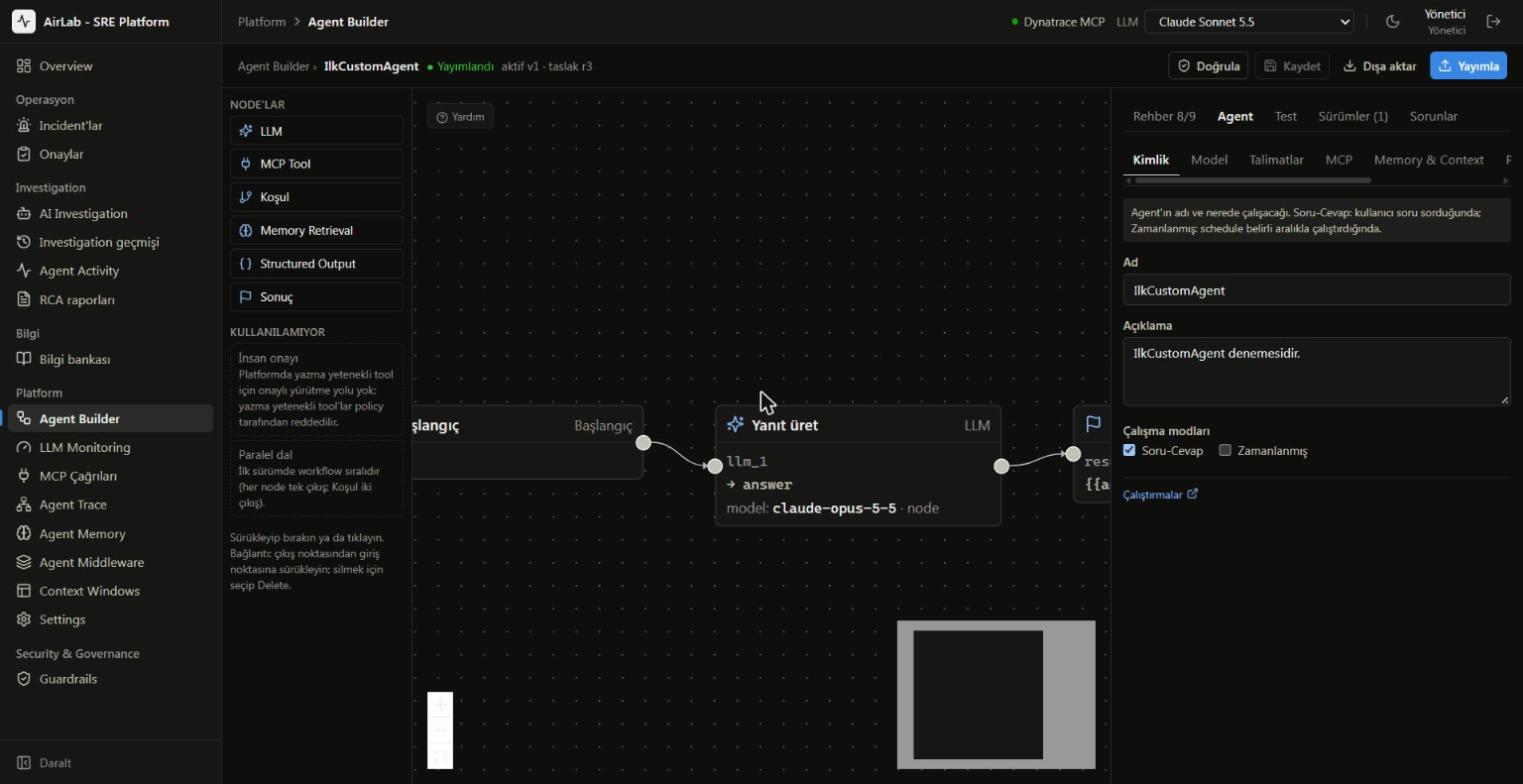 AirLab - SRE Platform
Platform > Agent Builder
Dynatrace MCP LLM Claude Sonnet 5.5
Yönetici
Yönetici
Overview
Operasyon
Incident'lar
Onaylar
Investigation
AI Investigation
Investigation geçmişi
Agent Activity
RCA raporları
Bilgi
Bilgi bankası
Platform
Agent Builder
LLM Monitoring
MCP Çağrıları
Agent Trace
Agent Memory
Agent Middleware
Context Windows
Settings
Security & Governance
Guardrails
Daralt
Agent Builder › IlkCustomAgent Yayımlandı aktif v1 · taslak r3
Doğrula Kaydet Dışa aktar Yayımla
NODE'LAR
LLM
MCP Tool
Koşul
Memory Retrieval
Structured Output
Sonuç
KULLANILAMIYOR
İnsan onayı
Platformda yazma yetenekli tool
için onaylı yürütme yolu yok;
yazma yetenekli tool'lar policy
tarafından reddedilir.
Paralel dal
İlk sürümde workflow sıralıdır
(her node tek çıkış; Koşul iki
çıkış).
Sürükleyip bırakın ya da tıklayın.
Bağlantı: çıkış noktasından giriş
noktasına sürükleyin; silmek için
seçip Delete.
Yardım
şlangıç Başlangıç
Yanıt üret LLM
llm_1
→ answer
model: claude-opus-5-5 · node
res
{{a
Rehber 8/9 Agent Test Sürümler (1) Sorunlar
Kimlik Model Talimatlar MCP Memory & Context
Agent'ın adı ve nerede çalışacağı. Soru-Cevap: kullanıcı soru sorduğunda;
Zamanlanmış: schedule belirli aralıkla çalıştırdığında.
Ad
IlkCustomAgent
Açıklama
IlkCustomAgent denemesidir.
Çalışma modları
Soru-Cevap Zamanlanmış
Çalıştırmalar